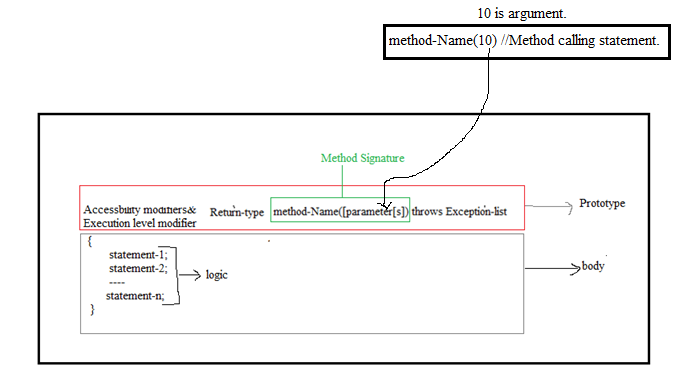 10 is argument.
method-Name(10) //Method calling statement.
Method Signature
Accessbility modifiers&
Execution level modifier
Return-type
method-Name([parameter[s]) throws Exception-list
Prototype
{
statement-1;
statement-2;
----
statement-n;
}
logic
body